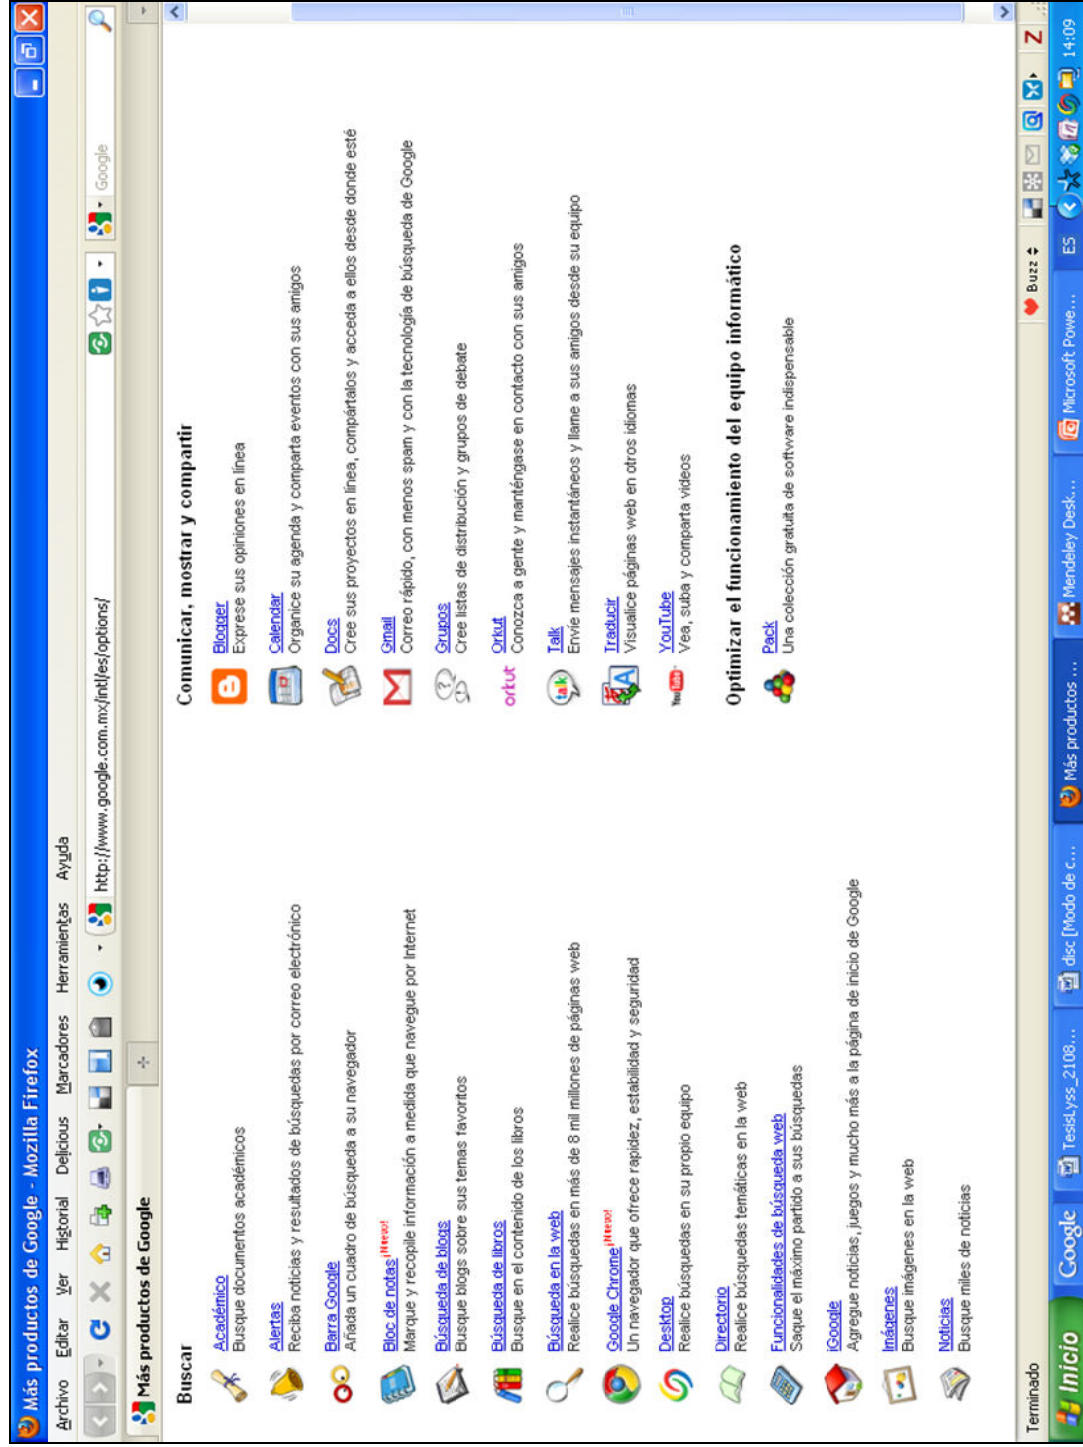 Más productos de Google - Mozilla Firefox
Archivo Editar Ver Historial Delicious Marcadores Herramientas Ayuda
http://www.google.com.mx/intl/es/options/
Google
Más productos de Google
Buscar
Académico
Busque documentos académicos
Alertas
Reciba noticias y resultados de búsquedas por correo electrónico
Barra Google
Añada un cuadro de búsqueda a su navegador
Bloc de notas ¡Nuevo!
Marque y recopile información a medida que navegue por Internet
Búsqueda de blogs
Busque blogs sobre sus temas favoritos
Búsqueda de libros
Busque en el contenido de los libros
Búsqueda en la web
Realice búsquedas en más de 8 mil millones de páginas web
Google Chrome ¡Nuevo!
Un navegador que ofrece rapidez, estabilidad y seguridad
Desktop
Realice búsquedas en su propio equipo
Directorio
Realice búsquedas temáticas en la web
Funcionalidades de búsqueda web
Saque el máximo partido a sus búsquedas
iGoogle
Agregue noticias, juegos y mucho más a la página de inicio de Google
Imágenes
Busque imágenes en la web
Noticias
Busque miles de noticias
Comunicar, mostrar y compartir
Blogger
Exprese sus opiniones en línea
Calendar
Organice su agenda y comparta eventos con sus amigos
Docs
Cree sus proyectos en línea, compártalos y acceda a ellos desde donde esté
Gmail
Correo rápido, con menos spam y con la tecnología de búsqueda de Google
Grupos
Cree listas de distribución y grupos de debate
orkut
Orkut
Conozca a gente y manténgase en contacto con sus amigos
talk
Talk
Envíe mensajes instantáneos y llame a sus amigos desde su equipo
Traducir
Visualice páginas web en otros idiomas
YouTube
YouTube
Vea, suba y comparta videos
Optimizar el funcionamiento del equipo informático
Pack
Una colección gratuita de software indispensable
Terminado
Buzz
Z
Inicio
Google
TesisLyss_2108...
disc [Modo de c...
Más productos ...
Mendeley Desk...
Microsoft Powe...
ES
14:09